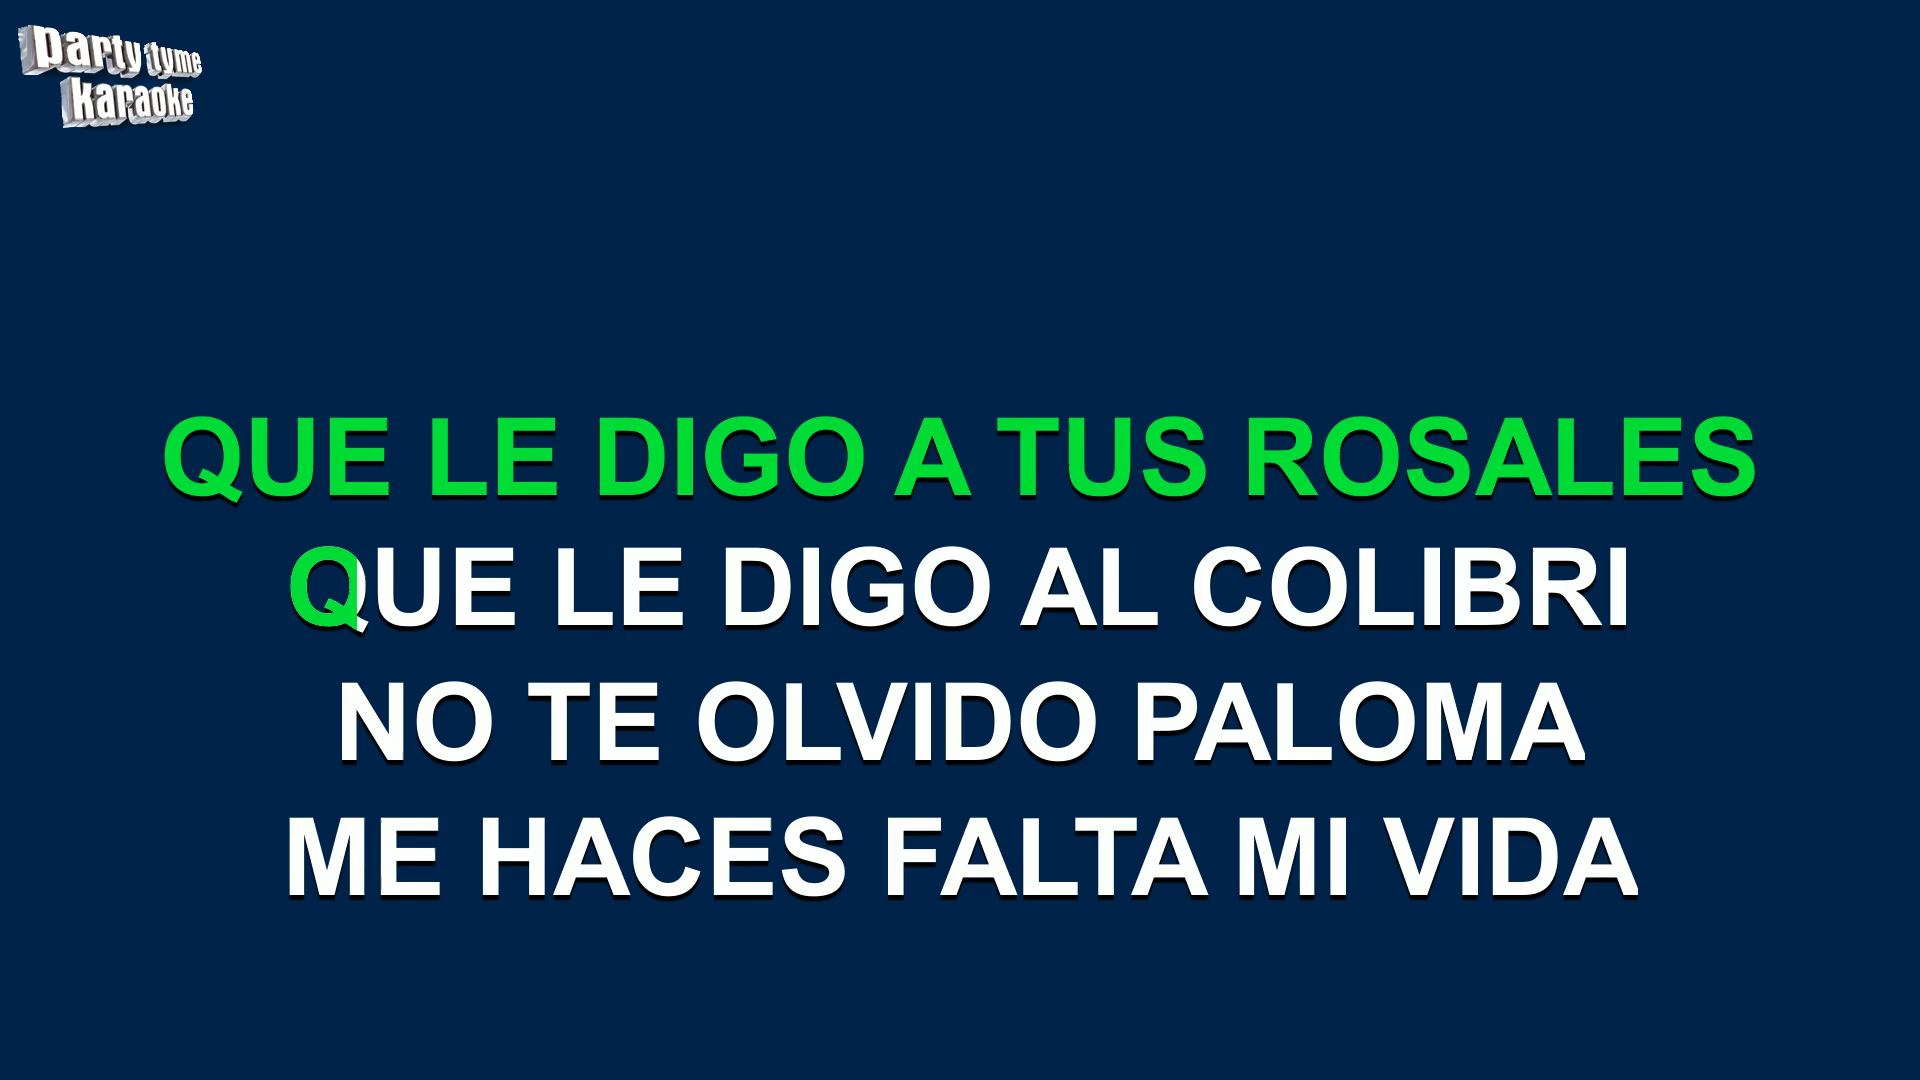 party tyme
karaoke
QUE LE DIGO A TUS ROSALES
QUE LE DIGO AL COLIBRI
NO TE OLVIDO PALOMA
ME HACES FALTA MI VIDA